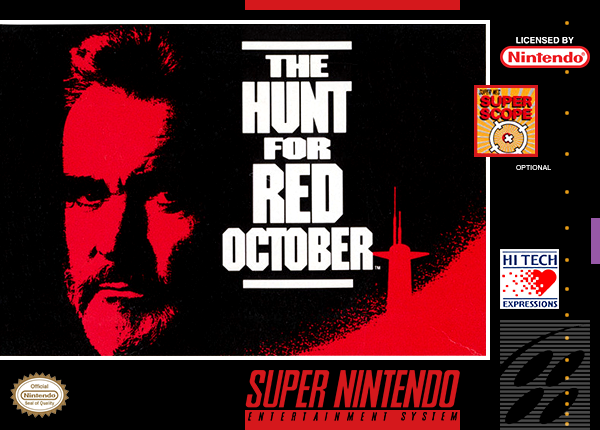 LICENSED BY
Nintendo
THE
HUNT
FOR
RED
OCTOBER
TM
SUPER NES
SUPER
SCOPE
OPTIONAL
HI TECH
EXPRESSIONS
Official
Nintendo
Seal of Quality
SUPER NINTENDO
ENTERTAINMENT SYSTEM